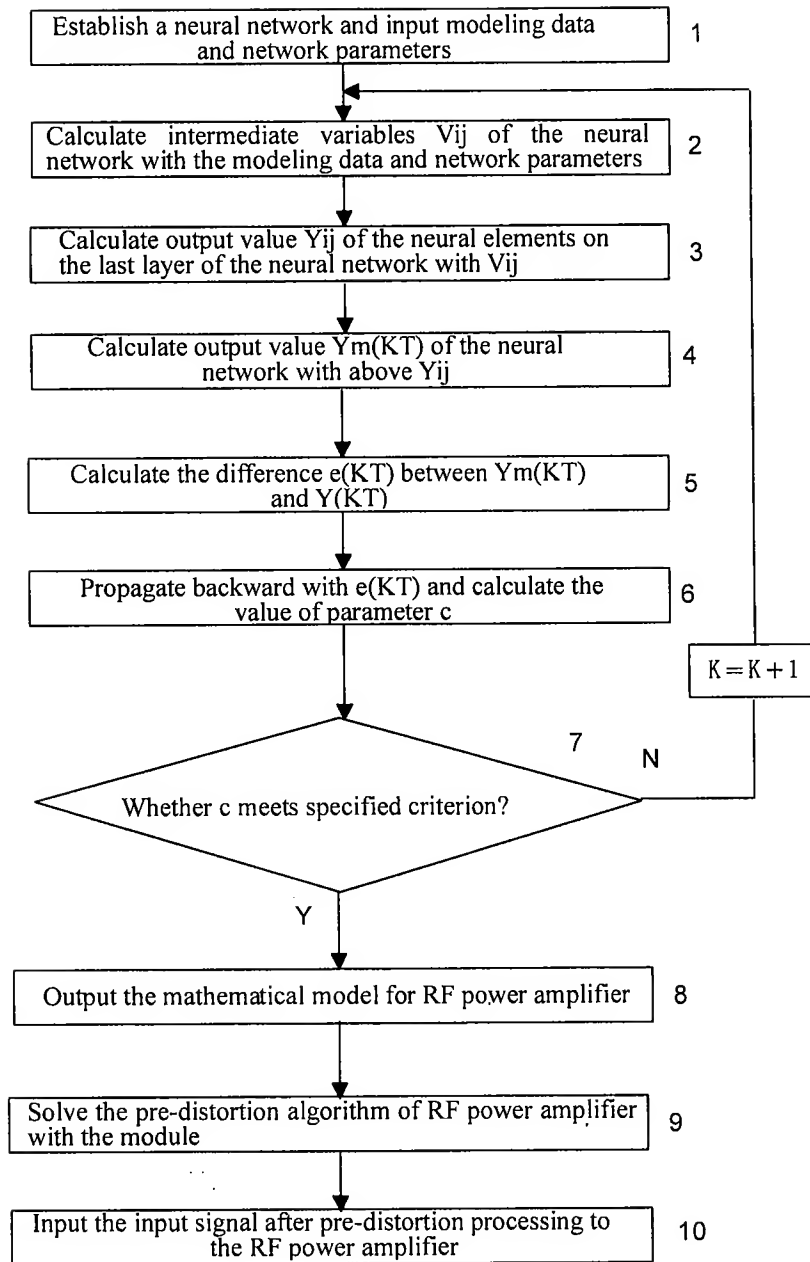 Establish a neural network and input modeling data
and network parameters
1
Calculate intermediate variables Vij of the neural
network with the modeling data and network parameters
2
Calculate output value Yij of the neural elements on
the last layer of the neural network with Vij
3
Calculate output value Ym(KT) of the neural
network with above Yij
4
Calculate the difference e(KT) between Ym(KT)
and Y(KT)
5
Propagate backward with e(KT) and calculate the
value of parameter c
6
K=K+1
7
N
Whether c meets specified criterion?
Y
Output the mathematical model for RF power amplifier
8
Solve the pre-distortion algorithm of RF power amplifier
with the module
9
Input the input signal after pre-distortion processing to
the RF power amplifier
10